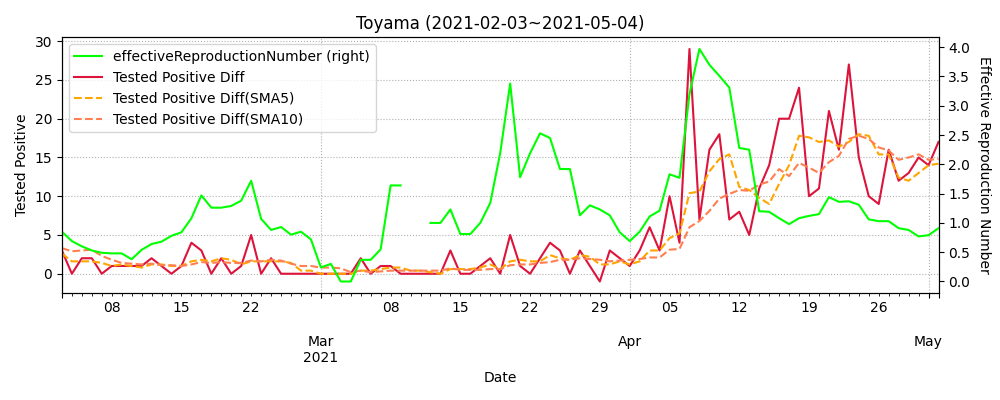 Toyama (2021-02-03~2021-05-04)
effectiveReproductionNumber (right)
Tested Positive Diff
Tested Positive Diff(SMA5)
Tested Positive Diff(SMA10)
Tested Positive
30
25
20
15
10
5
0
4.0
3.5
3.0
2.5
2.0
1.5
1.0
0.5
0.0
Effective Reproduction Number
08 15 22 08 15 22 29 05 12 19 26
Mar Apr May
2021
Date